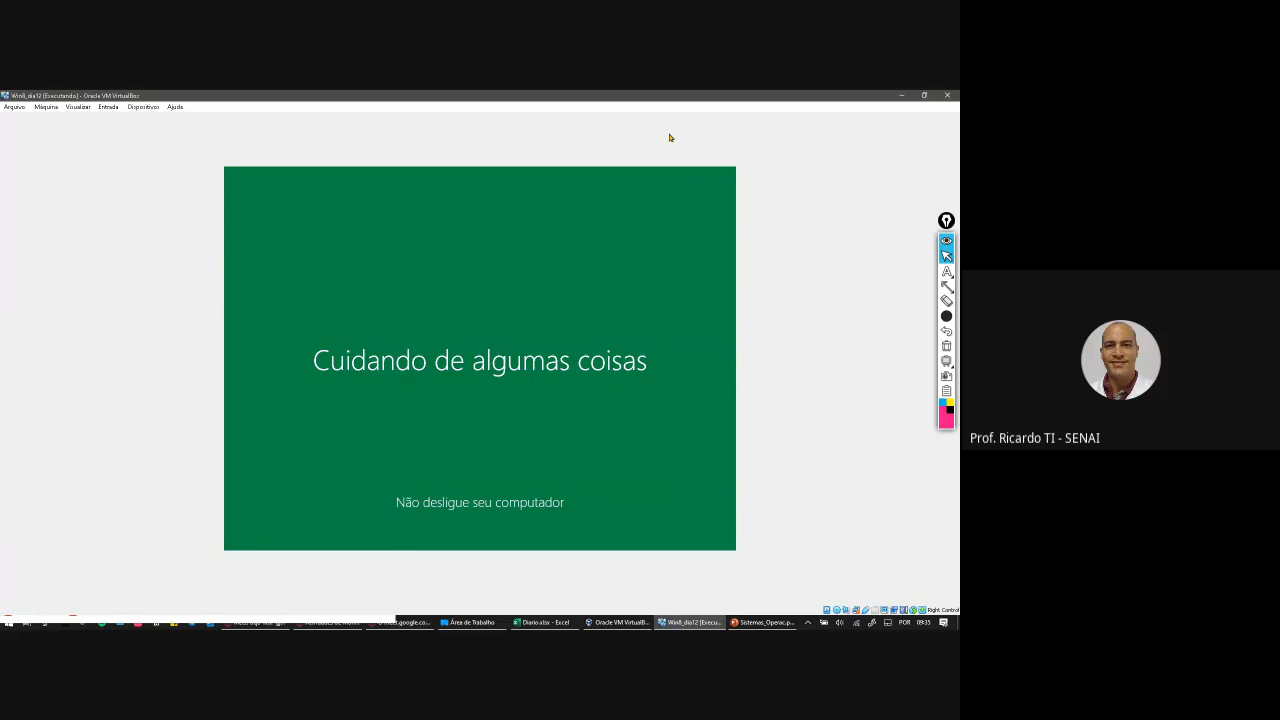 Win8_dia12 [Executando] - Oracle VM VirtualBox
Arquivo Máquina Visualizar Entrada Dispositivos Ajuda
Cuidando de algumas coisas
Não desligue seu computador
Prof. Ricardo TI - SENAI
Right Control
Área de Trabalho Diario.xlsx - Excel Oracle VM VirtualB... Win8_dia12 [Execu... Sistemas_Operac.p... POR 09:35